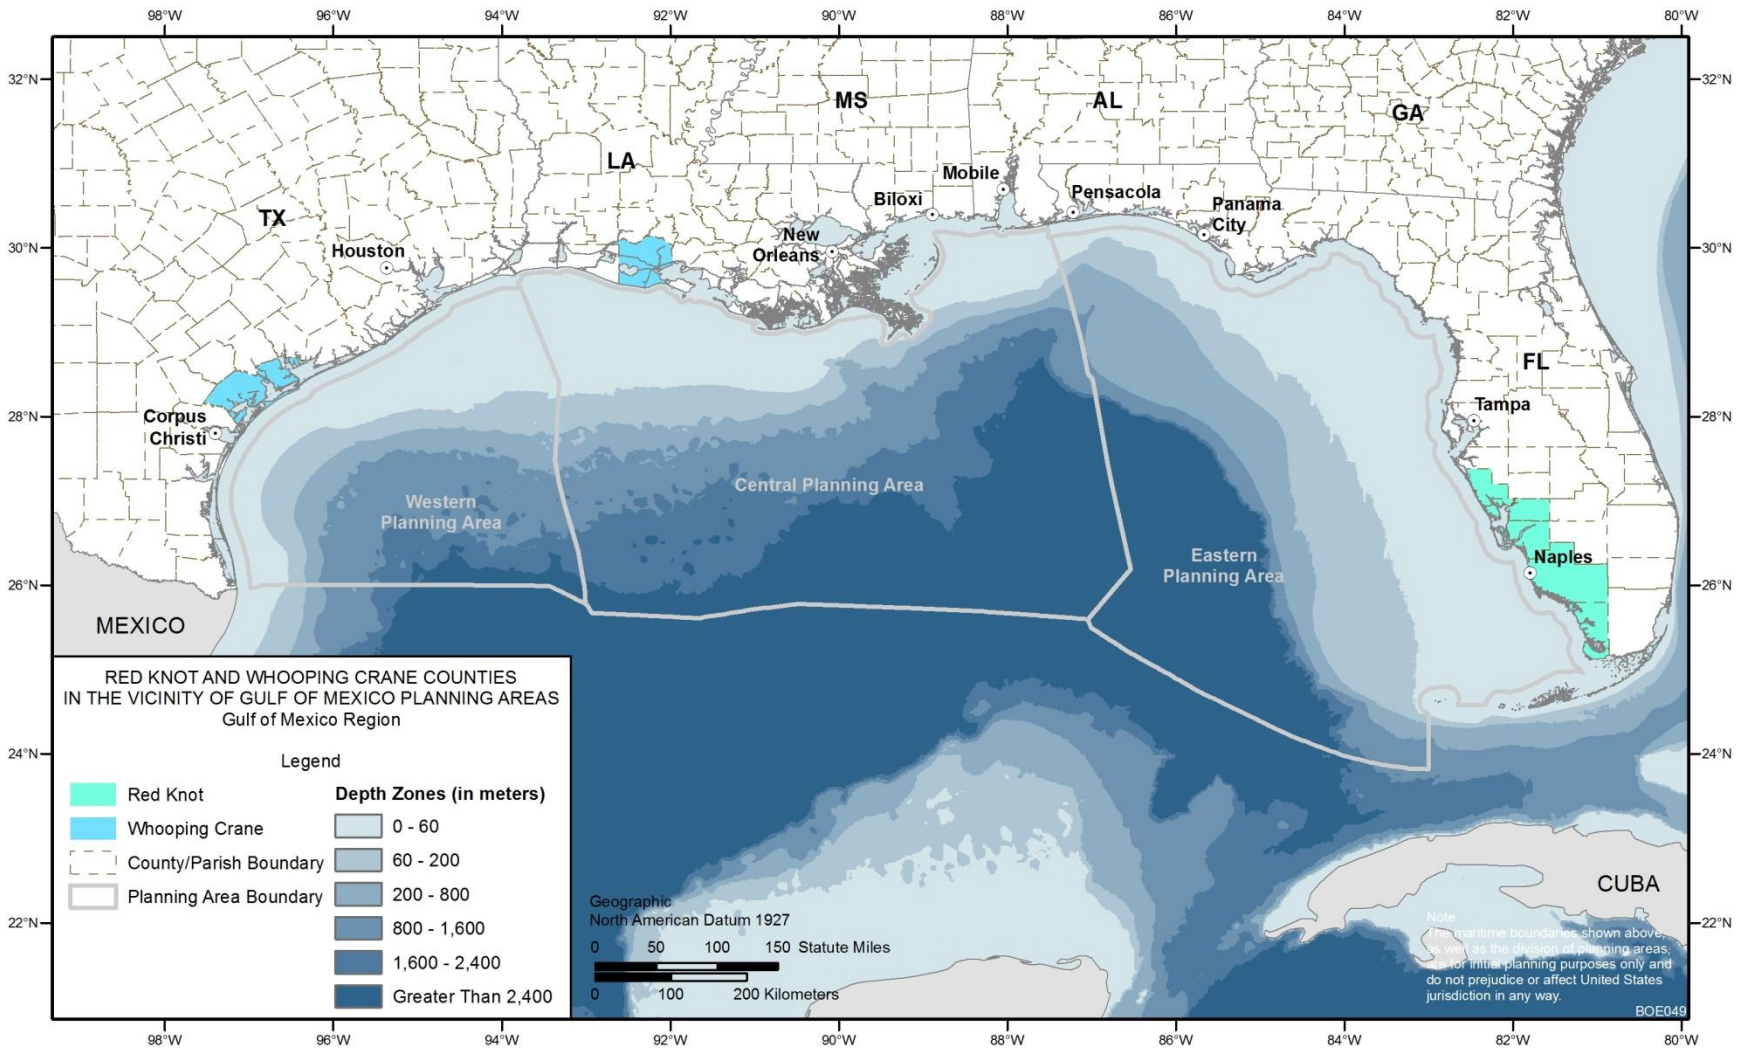 98°W 96°W 94°W 92°W 90°W 88°W 86°W 84°W 82°W 80°W
32°N 32°N
MS AL GA
LA
Mobile
Biloxi
Pensacola
Panama
City
TX
New
Orleans
Houston
30°N 30°N
FL
28°N 28°N
Corpus
Christi
Tampa
Western
Planning Area
Central Planning Area
Eastern
Planning Area
Naples
26°N 26°N
MEXICO
RED KNOT AND WHOOPING CRANE COUNTIES
IN THE VICINITY OF GULF OF MEXICO PLANNING AREAS
Gulf of Mexico Region
Legend
Red Knot
Whooping Crane
County/Parish Boundary
Planning Area Boundary
Depth Zones (in meters)
0 - 60
60 - 200
200 - 800
800 - 1,600
1,600 - 2,400
Greater Than 2,400
24°N 24°N
22°N 22°N
Geographic
North American Datum 1927
0 50 100 150 Statute Miles
0 100 200 Kilometers
CUBA
Note
The maritime boundaries shown above,
as well as the division of planning areas,
are for initial planning purposes only and
do not prejudice or affect United States
jurisdiction in any way.
BOE049
98°W 96°W 94°W 92°W 90°W 88°W 86°W 84°W 82°W 80°W